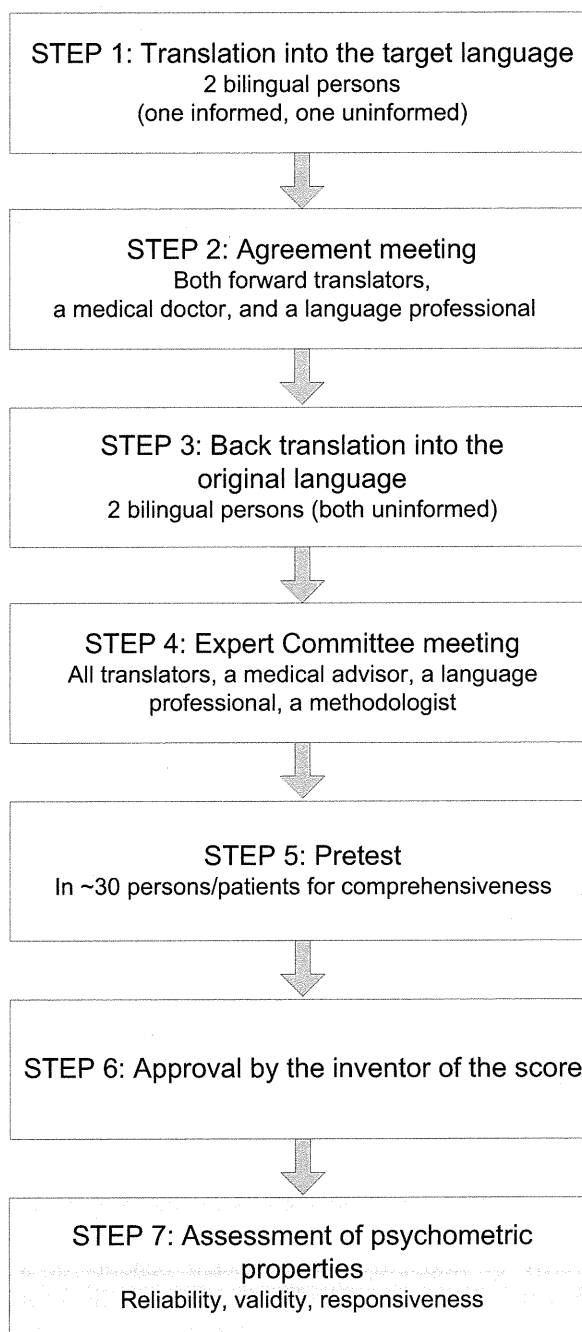 STEP 1: Translation into the target language
2 bilingual persons
(one informed, one uninformed)
STEP 2: Agreement meeting
Both forward translators,
a medical doctor, and a language professional
STEP 3: Back translation into the
original language
2 bilingual persons (both uninformed)
STEP 4: Expert Committee meeting
All translators, a medical advisor, a language
professional, a methodologist
STEP 5: Pretest
In ~30 persons/patients for comprehensiveness
STEP 6: Approval by the inventor of the score
STEP 7: Assessment of psychometric
properties
Reliability, validity, responsiveness